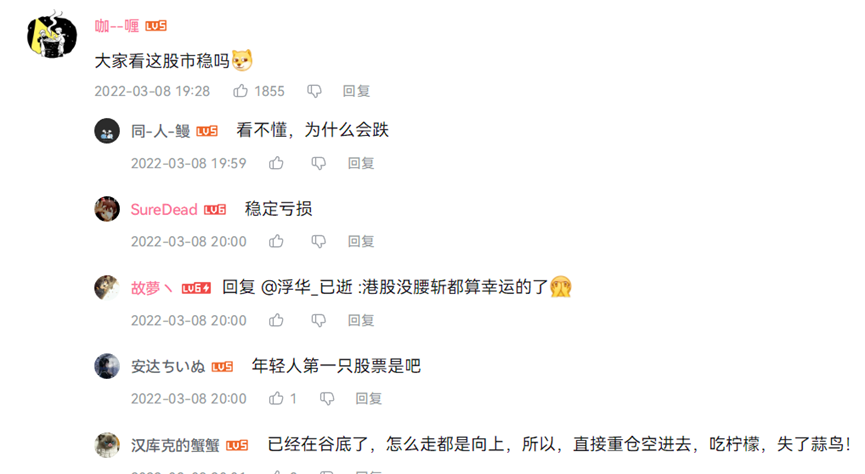 咖--喱 LV5
大家看这股市稳吗
2022-03-08 19:28 1855 回复
同-人-鳗 LV5 看不懂，为什么会跌
2022-03-08 19:59 回复
SureDead LV6 稳定亏损
2022-03-08 20:00 回复
故夢丶 LV6 回复 @浮华_已逝 :港股没腰斩都算幸运的了
2022-03-08 20:00 回复
安达ちいぬ LV5 年轻人第一只股票是吧
2022-03-08 20:00 1 回复
汉库克的蟹蟹 LV5 已经在谷底了，怎么走都是向上，所以，直接重仓空进去，吃柠檬，失了蒜鸟！